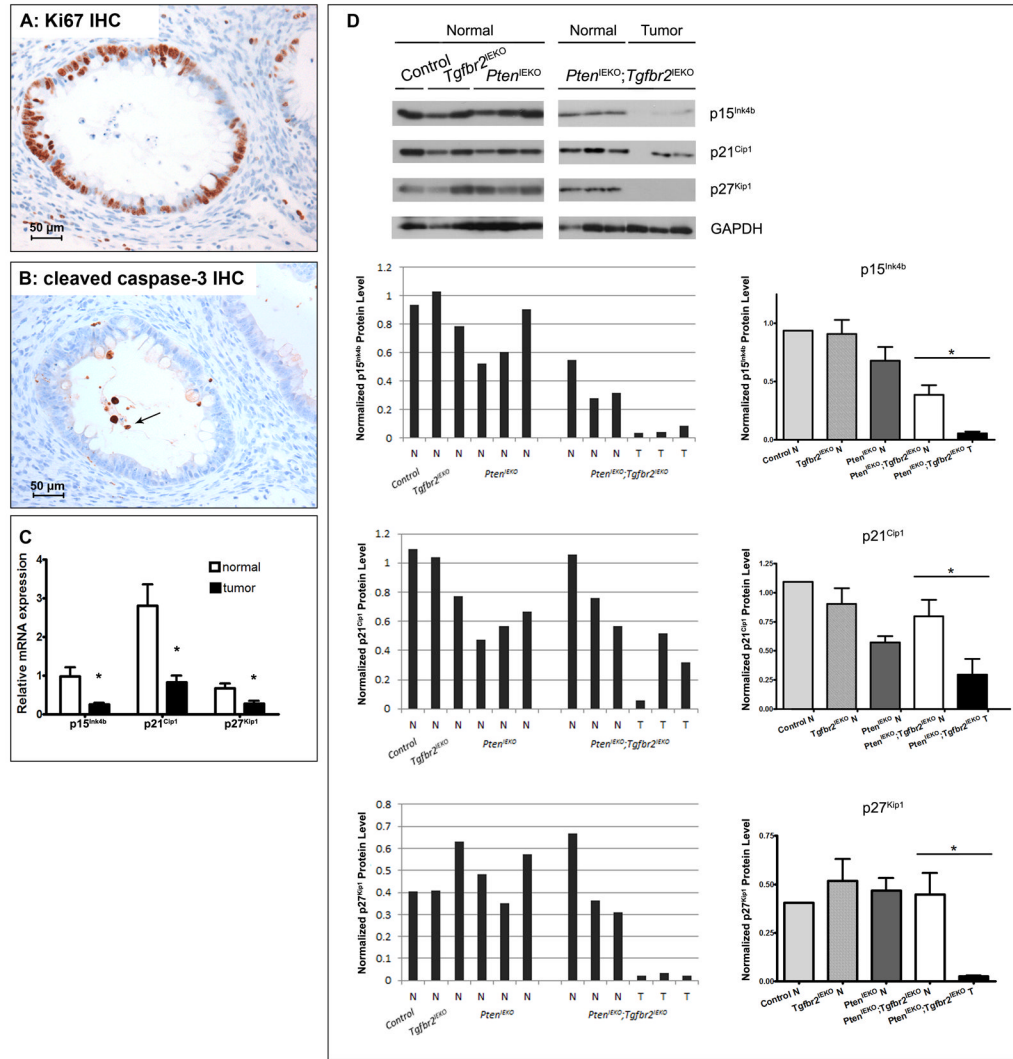 A: Ki67 IHC
50 µm
B: cleaved caspase-3 IHC
50 µm
C
Relative mRNA expression
4
3
2
1
0
normal
tumor
*
*
*
p15Ink4b
p21Cip1
p27Kip1
D
Normal
Normal
Tumor
Control
Tgfbr2IEKO
PtenIEKO
PtenIEKO;Tgfbr2IEKO
p15Ink4b
p21Cip1
p27Kip1
GAPDH
Normalized p15Ink4b Protein Level
1.2
1
0.8
0.6
0.4
0.2
0
N N N N N N N N N T T T
Control
Tgfbr2IEKO
PtenIEKO
PtenIEKO;Tgfbr2IEKO
p15Ink4b
Normalized p15Ink4b Protein Level
1.0
0.5
0.0
*
Control N
Tgfbr2IEKO N
PtenIEKO N
PtenIEKO;Tgfbr2IEKO N
PtenIEKO;Tgfbr2IEKO T
Normalized p21Cip1 Protein Level
1.2
1
0.8
0.6
0.4
0.2
0
N N N N N N N N N T T T
Control
Tgfbr2IEKO
PtenIEKO
PtenIEKO;Tgfbr2IEKO
p21Cip1
Normalized p21Cip1 Protein Level
1.25
1.00
0.75
0.50
0.25
0.00
*
Control N
Tgfbr2IEKO N
PtenIEKO N
PtenIEKO;Tgfbr2IEKO N
PtenIEKO;Tgfbr2IEKO T
Normalized p27Kip1 Protein Level
0.8
0.7
0.6
0.5
0.4
0.3
0.2
0.1
0
N N N N N N N N N T T T
Control
Tgfbr2IEKO
PtenIEKO
PtenIEKO;Tgfbr2IEKO
p27Kip1
Normalized p27Kip1 Protein Level
0.75
0.50
0.25
0.00
*
Control N
Tgfbr2IEKO N
PtenIEKO N
PtenIEKO;Tgfbr2IEKO N
PtenIEKO;Tgfbr2IEKO T